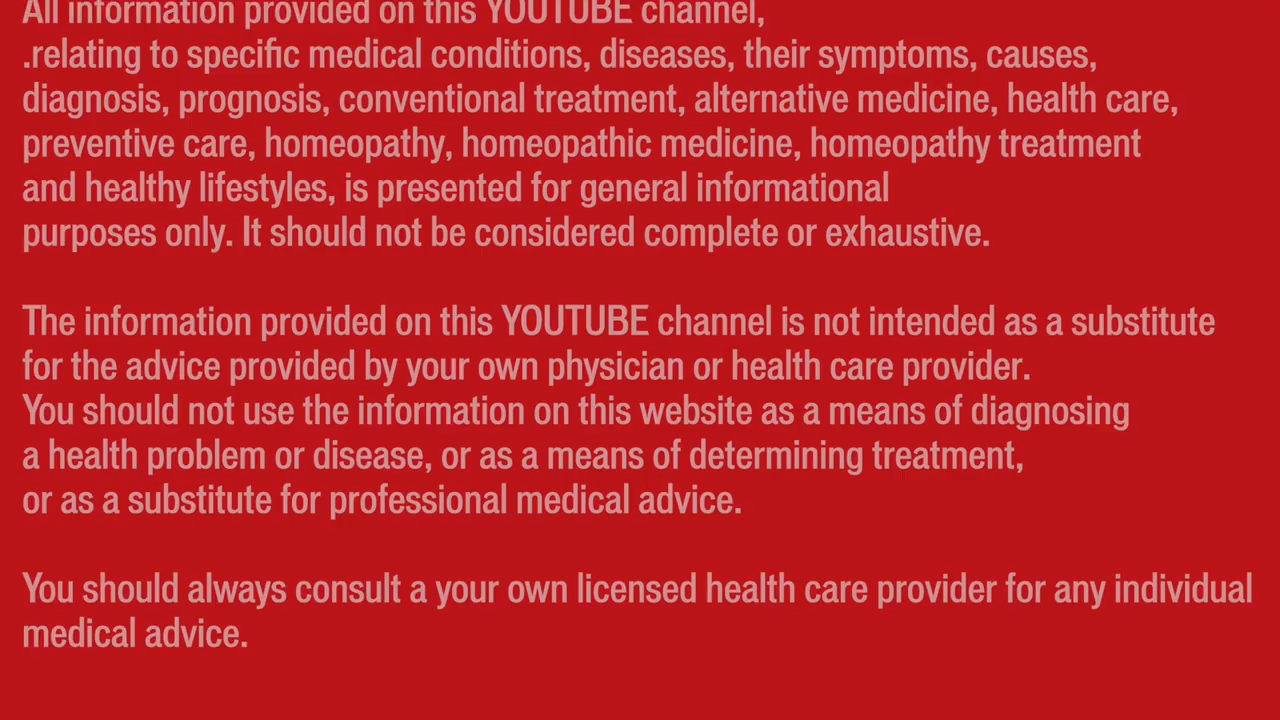 All information provided on this YOUTUBE channel,
.relating to specific medical conditions, diseases, their symptoms, causes,
diagnosis, prognosis, conventional treatment, alternative medicine, health care,
preventive care, homeopathy, homeopathic medicine, homeopathy treatment
and healthy lifestyles, is presented for general informational
purposes only. It should not be considered complete or exhaustive.
The information provided on this YOUTUBE channel is not intended as a substitute
for the advice provided by your own physician or health care provider.
You should not use the information on this website as a means of diagnosing
a health problem or disease, or as a means of determining treatment,
or as a substitute for professional medical advice.
You should always consult a your own licensed health care provider for any individual
medical advice.